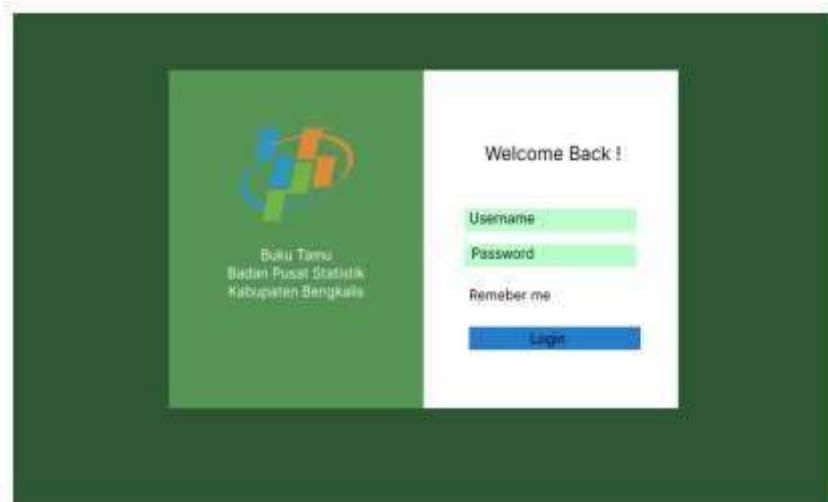 Buku Tamu
Badan Pusat Statistik
Kabupaten Bengkalis
Welcome Back !
Username
Password
Remeber me
Login